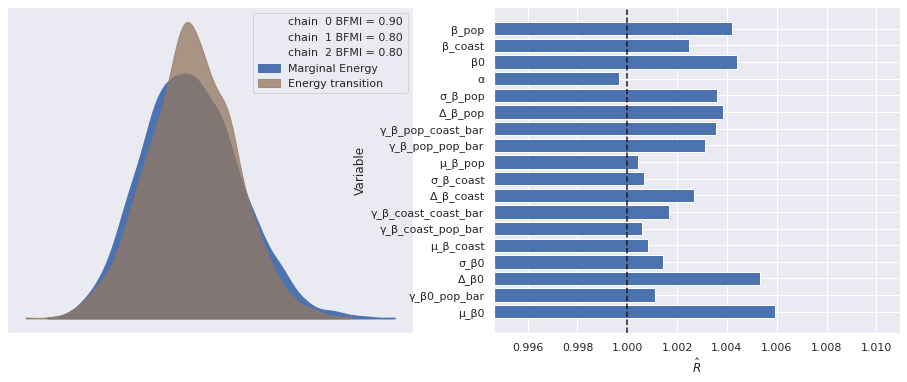 chain  0 BFMI = 0.90
chain  1 BFMI = 0.80
chain  2 BFMI = 0.80
Marginal Energy
Energy transition
Variable
β_pop
β_coast
β0
α
σ_β_pop
Δ_β_pop
γ_β_pop_coast_bar
γ_β_pop_pop_bar
μ_β_pop
σ_β_coast
Δ_β_coast
γ_β_coast_coast_bar
γ_β_coast_pop_bar
μ_β_coast
σ_β0
Δ_β0
γ_β0_pop_bar
μ_β0
0.996 0.998 1.000 1.002 1.004 1.006 1.008 1.010
R̂